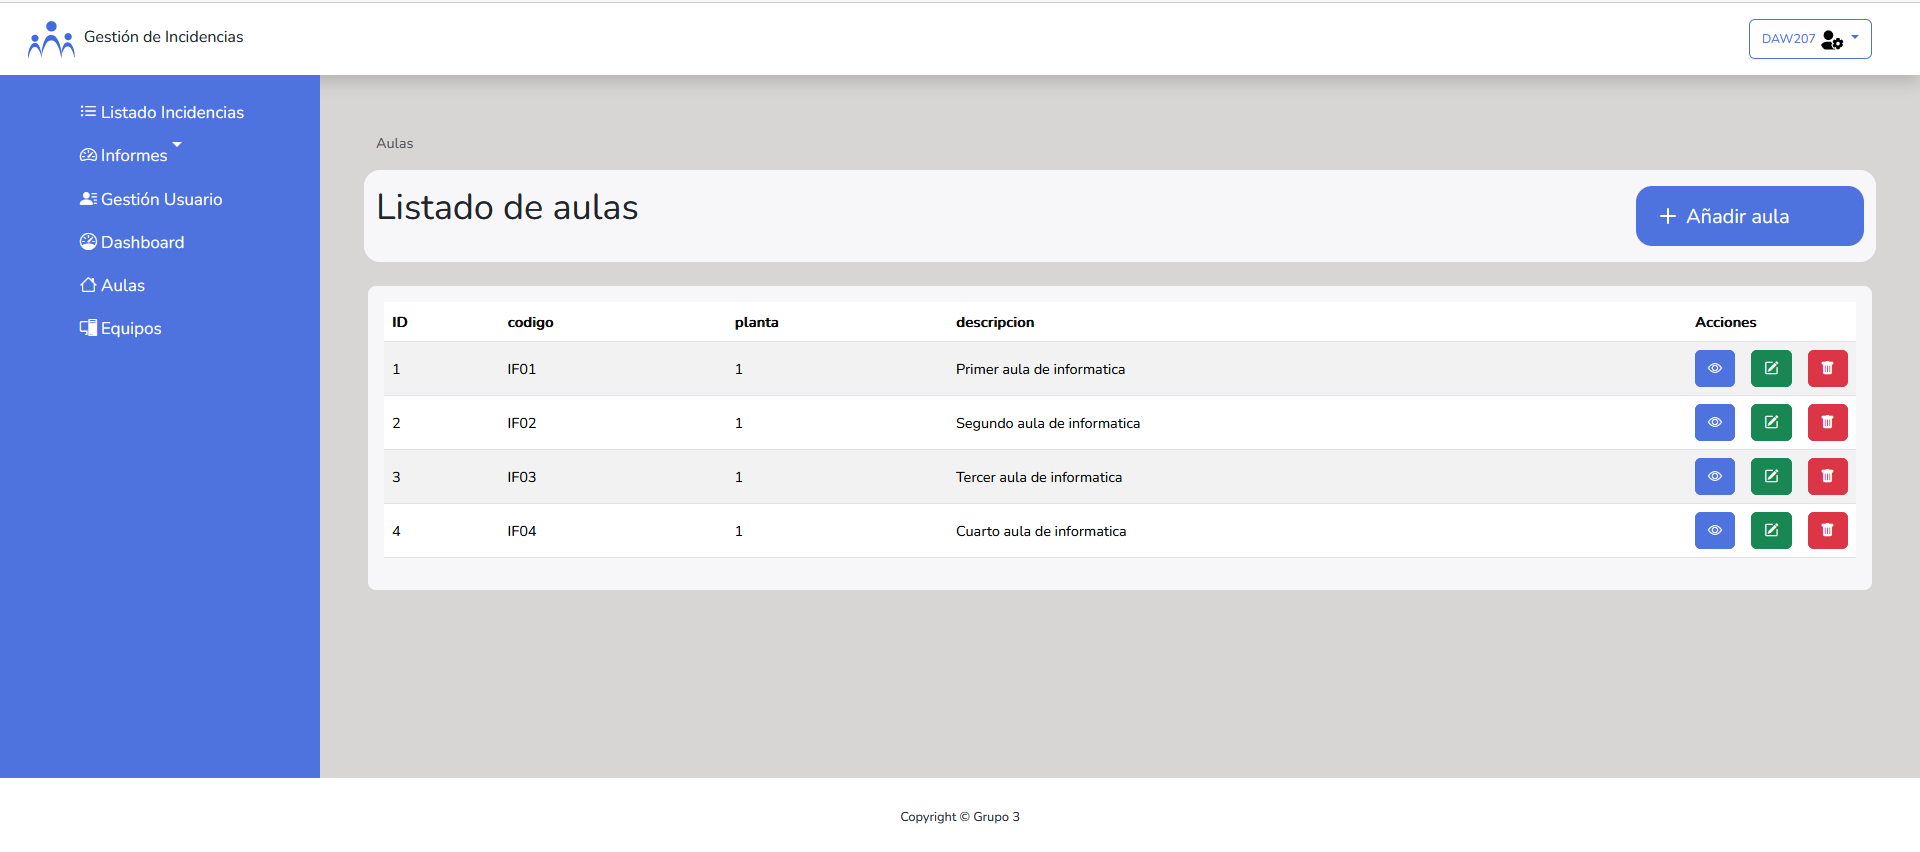 Gestión de Incidencias
DAW207
Listado Incidencias
Informes
Gestión Usuario
Dashboard
Aulas
Equipos
Aulas
Listado de aulas
+ Añadir aula
ID codigo planta descripcion Acciones
1 IF01 1 Primer aula de informatica
2 IF02 1 Segundo aula de informatica
3 IF03 1 Tercer aula de informatica
4 IF04 1 Cuarto aula de informatica
Copyright © Grupo 3